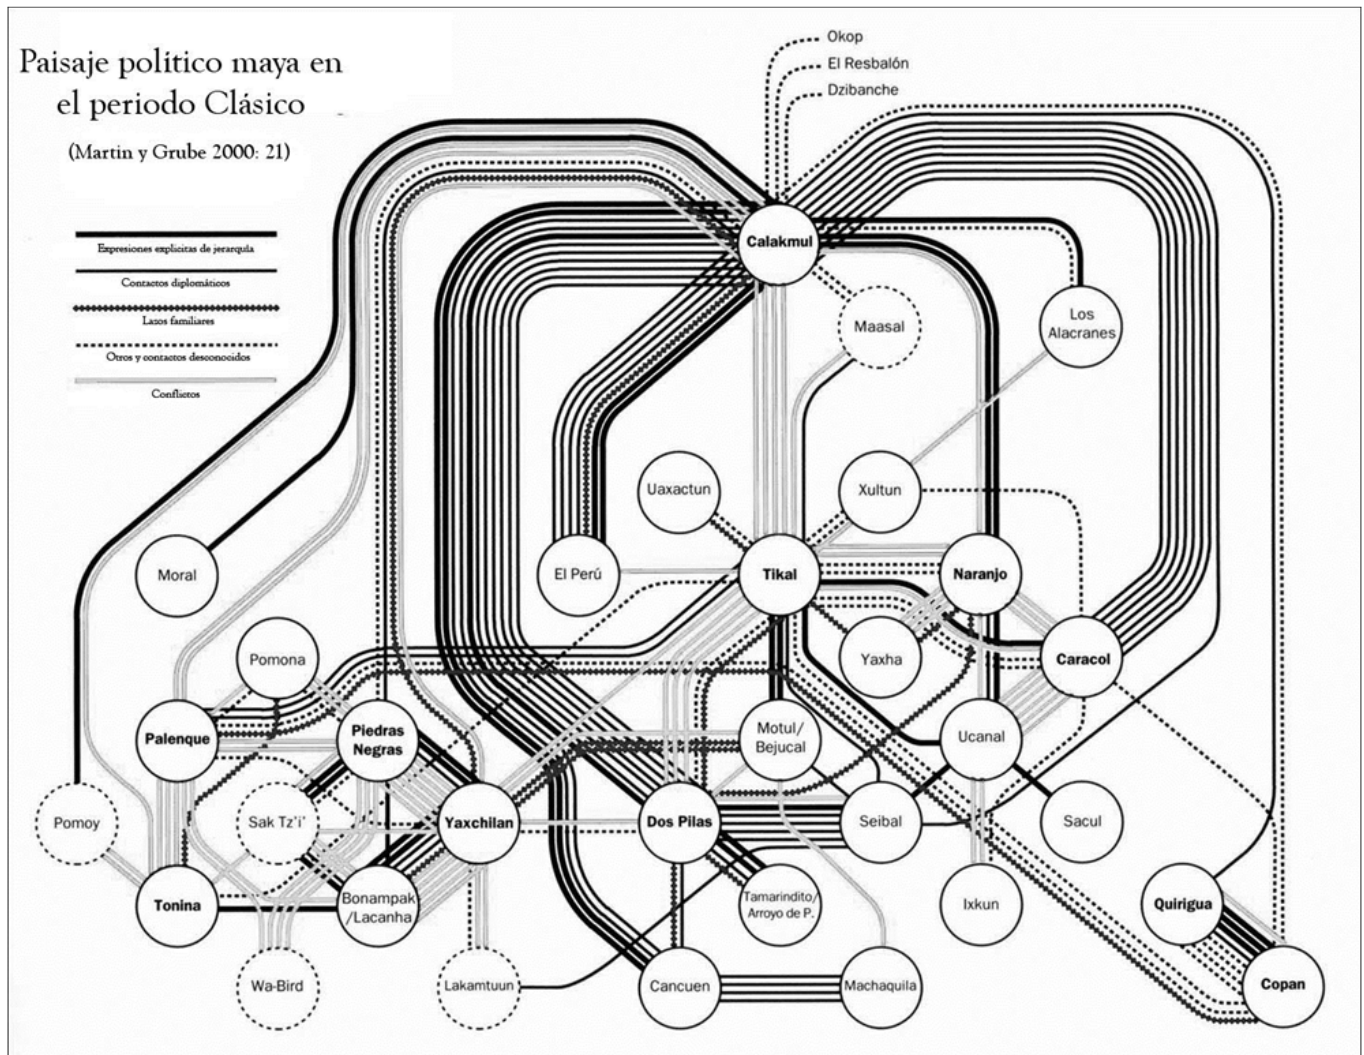 Paisaje político maya en
el periodo Clásico
(Martin y Grube 2000: 21)
Expresiones explicitas de jerarquía
Contactos diplomáticos
Lazos familiares
Otros y contactos desconocidos
Conflictos
Okop
El Resbalón
Dzibanche
Calakmul
Maasal
Los
Alacranes
Uaxactun
Xultun
Moral
El Perú
Tikal
Naranjo
Pomona
Yaxha
Caracol
Palenque
Piedras
Negras
Motul/
Bejucal
Ucanal
Pomoy
Sak Tz'i'
Yaxchilan
Dos Pilas
Seibal
Sacul
Tonina
Bonampak
/Lacanha
Tamarindito/
Arroyo de P.
Ixkun
Quirigua
Wa-Bird
Lakamtuun
Cancuen
Machaquila
Copan